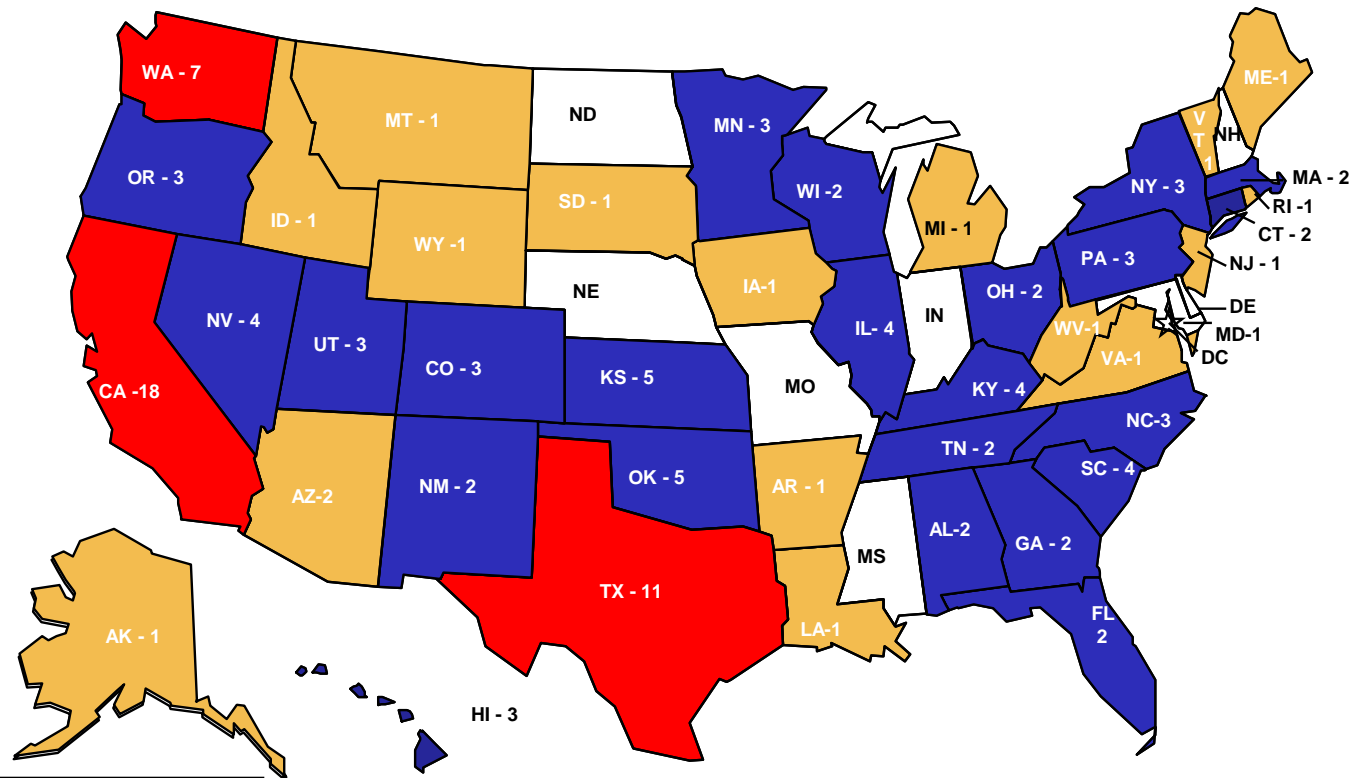 WA - 7
MT - 1
ND
MN - 3
ME-1
V
T
1
NH
OR - 3
ID - 1
WY -1
SD - 1
WI -2
MI - 1
NY - 3
MA - 2
RI -1
CT - 2
NJ - 1
PA - 3
NV - 4
UT - 3
CO - 3
NE
IA-1
IL- 4
IN
OH - 2
WV-1
VA-1
DE
MD-1
DC
CA -18
KS - 5
MO
KY - 4
NC-3
TN - 2
SC - 4
AZ-2
NM - 2
OK - 5
AR - 1
MS
AL-2
GA - 2
TX - 11
LA-1
FL
2
AK - 1
HI - 3